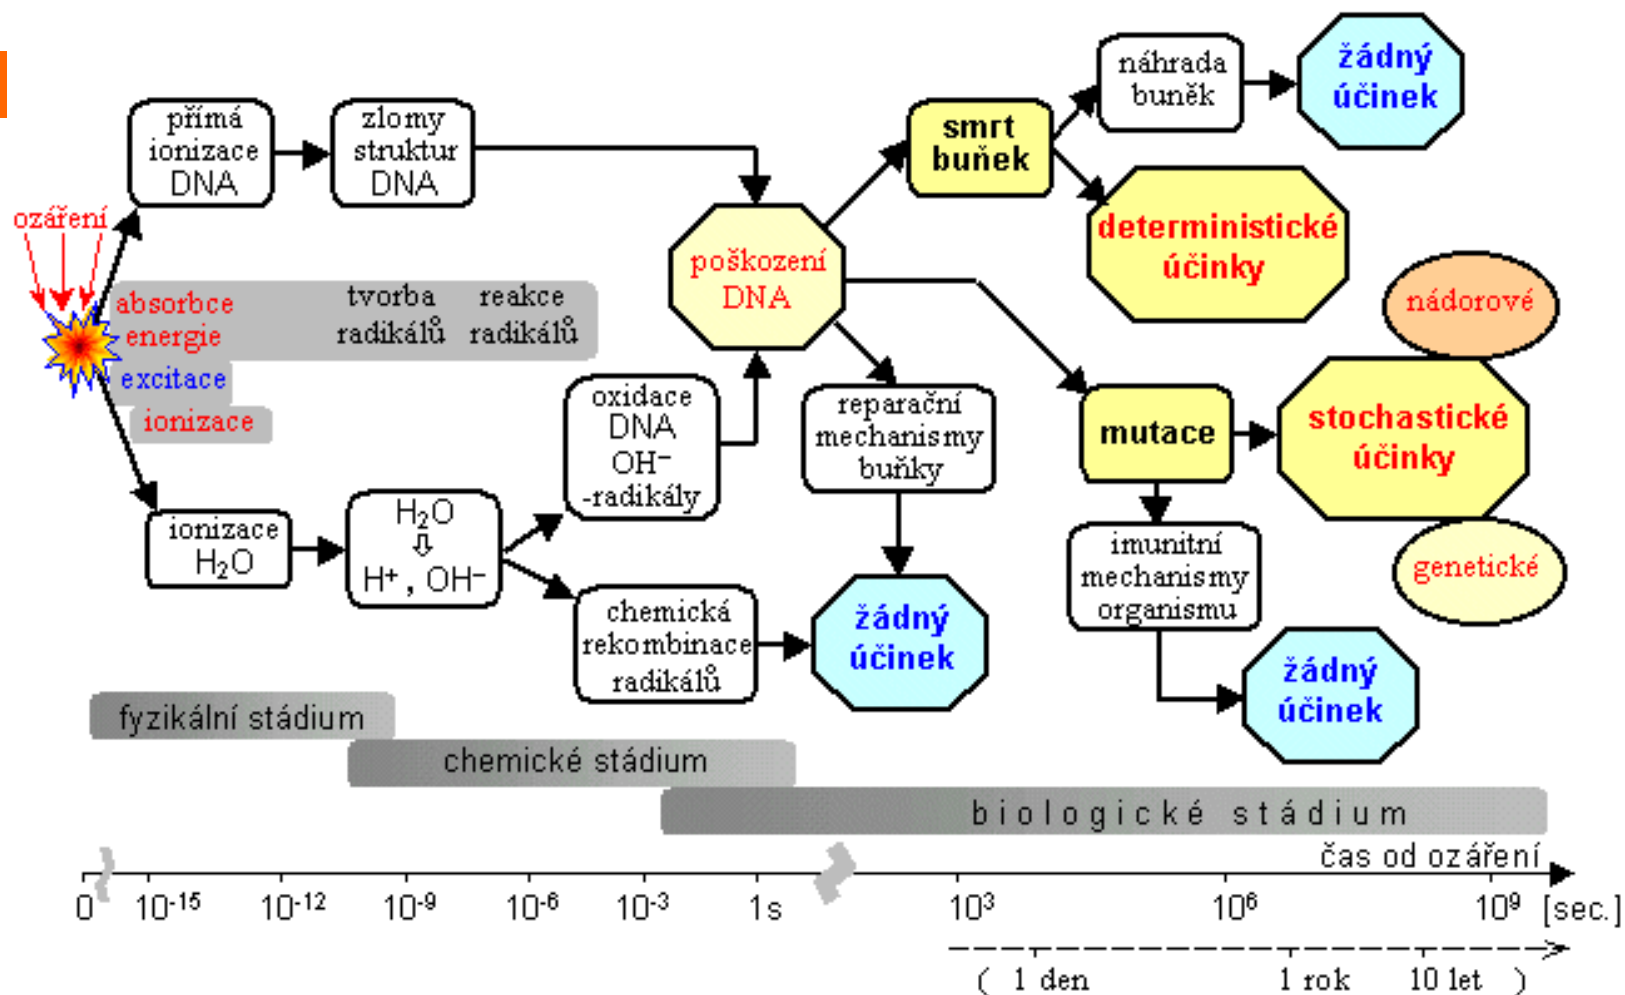 přímá
ionizace
DNA
zlomy
struktur
DNA
ozáření
absorbce
energie
excitace
ionizace
tvorba
radikálů
reakce
radikálů
ionizace
H₂O
H₂O
⇩
H⁺ , OH⁻
oxidace
DNA
OH⁻
-radikály
chemická
rekombinace
radikálů
poškození
DNA
reparační
mechanismy
buňky
žádný
účinek
smrt
buňek
náhrada
buněk
žádný
účinek
deterministické
účinky
mutace
stochastické
účinky
nádorové
genetické
imunitní
mechanismy
organismu
žádný
účinek
fyzikální stádium
chemické stádium
biologické stádium
čas od ozáření
0 10⁻¹⁵ 10⁻¹² 10⁻⁹ 10⁻⁶ 10⁻³ 1s 10³ 10⁶ 10⁹ [sec.]
( 1 den 1 rok 10 let )